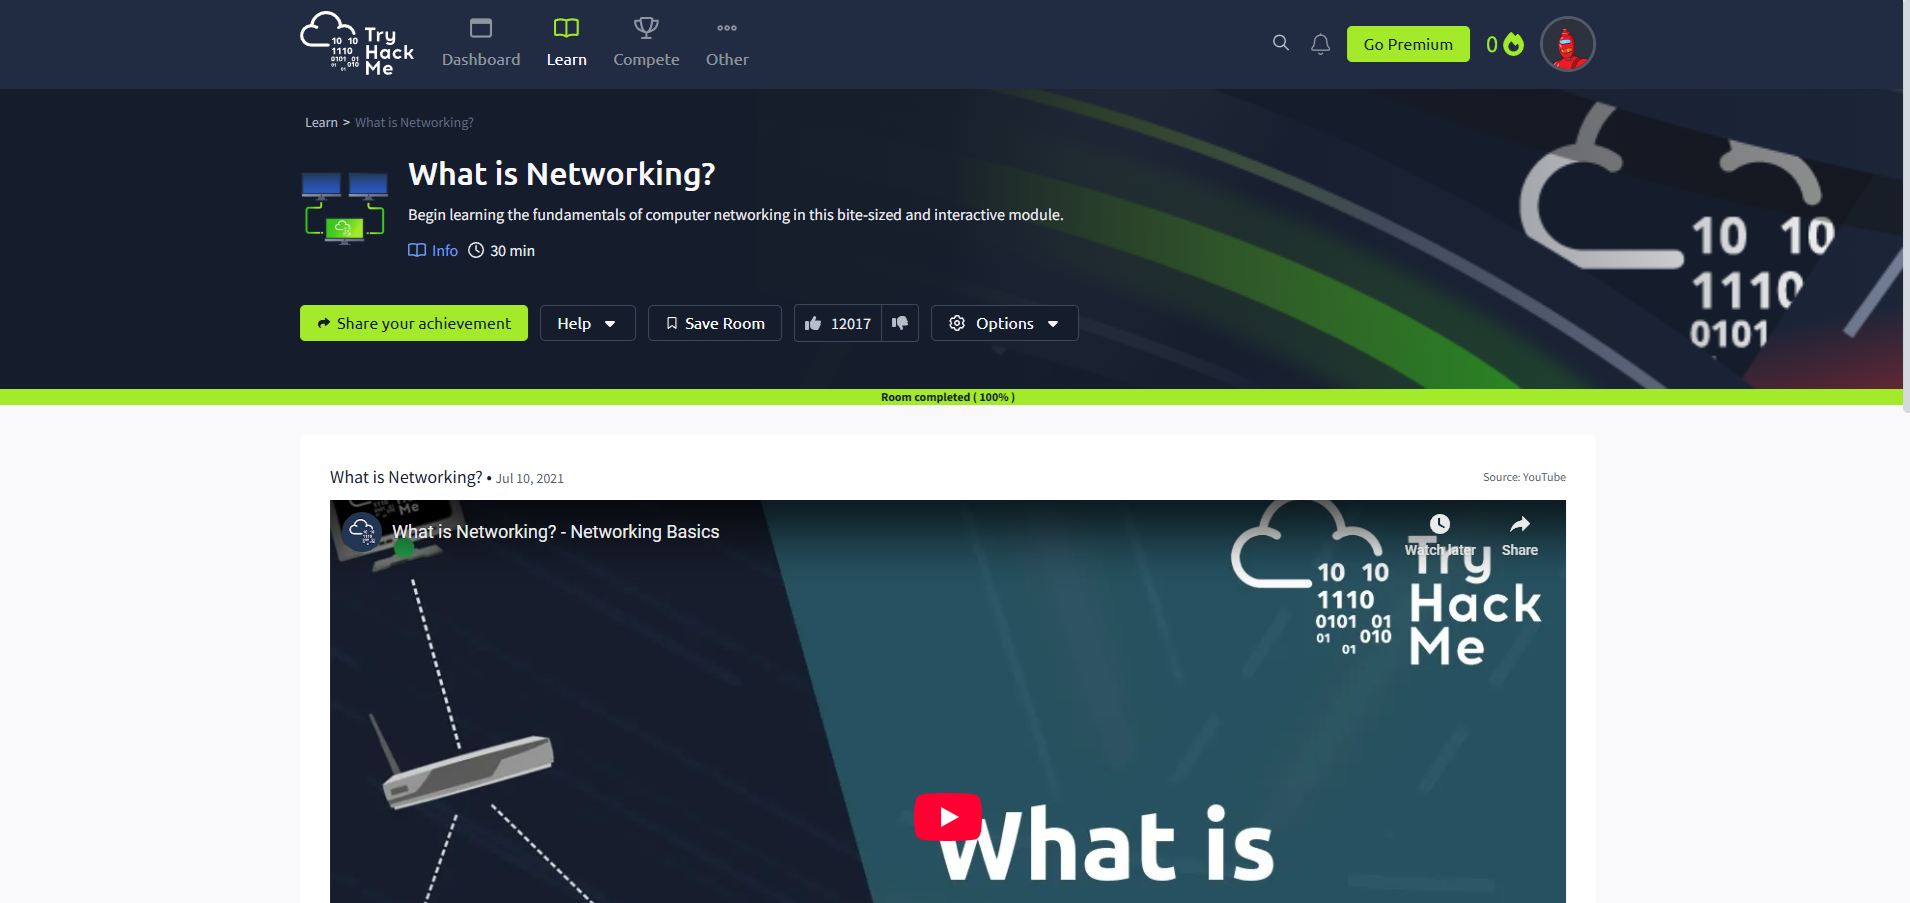 10 10
1110
0101 01
01 010
01
Try
Hack
Me
Dashboard
Learn
Compete
Other
Go Premium
0
Learn > What is Networking?
What is Networking?
Begin learning the fundamentals of computer networking in this bite-sized and interactive module.
Info 30 min
Share your achievement
Help
Save Room
12017
Options
10 10
1110
0101
Room completed ( 100% )
What is Networking? • Jul 10, 2021
Source: YouTube
Me
What is Networking? - Networking Basics
Watch later
Share
10 10
1110
0101 01
01 010
01
Try
Hack
Me
What is